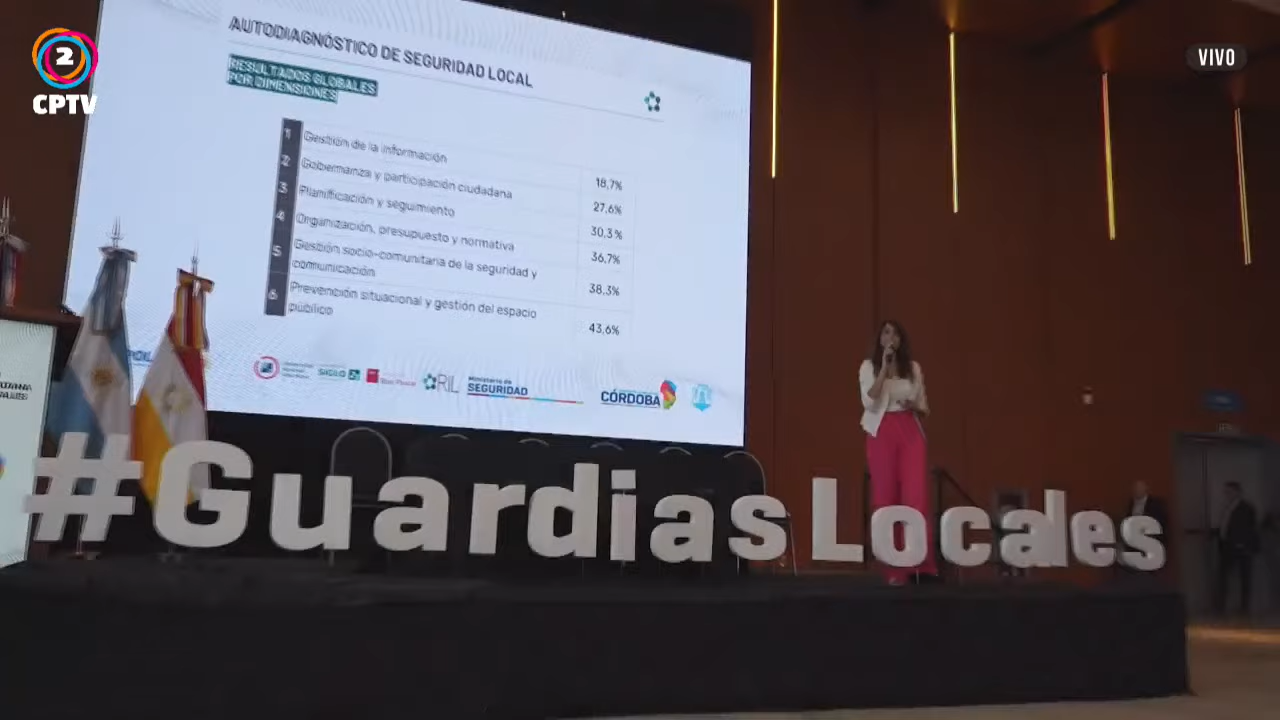 2
CPTV
VIVO
AUTODIAGNÓSTICO DE SEGURIDAD LOCAL
RESULTADOS GLOBALES
POR DIMENSIONES
1 Gestión de la información 18,7%
2 Gobernanza y participación ciudadana 27,6%
3 Planificación y seguimiento 30,3%
4 Organización, presupuesto y normativa 36,7%
5 Gestión socio-comunitaria de la seguridad y
comunicación 38,3%
6 Prevención situacional y gestión del espacio
público 43,6%
SIGLO
RIL
Ministerio de
SEGURIDAD
CÓRDOBA
#GuardiasLocales